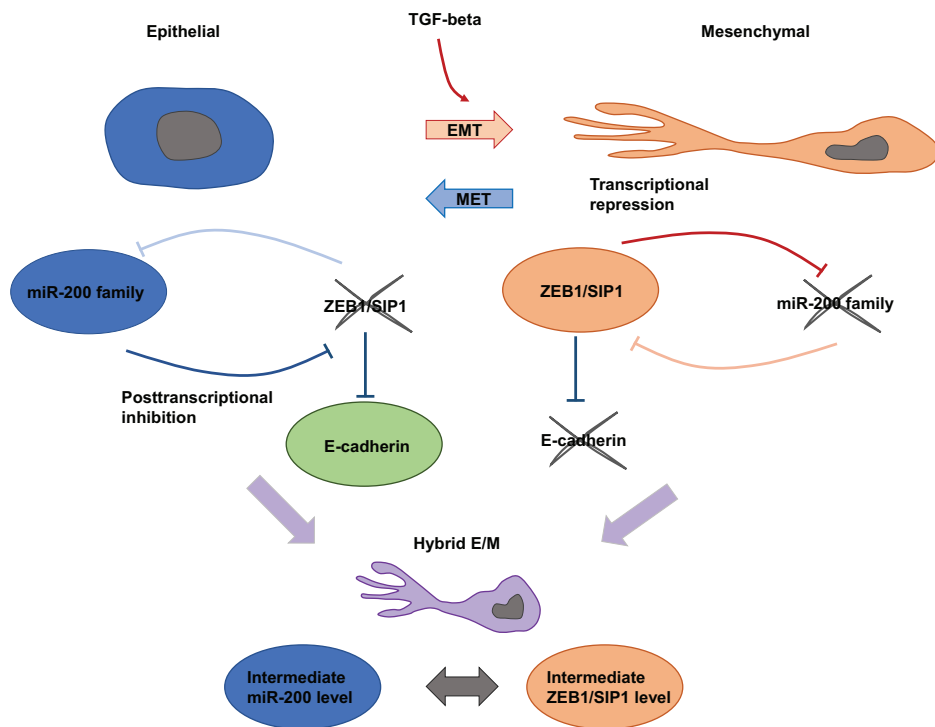 TGF-beta
Epithelial
Mesenchymal
EMT
MET
Transcriptional
repression
miR-200 family
ZEB1/SIP1
ZEB1/SIP1
miR-200 family
Posttranscriptional
inhibition
E-cadherin
E-cadherin
Hybrid E/M
Intermediate
miR-200 level
Intermediate
ZEB1/SIP1 level